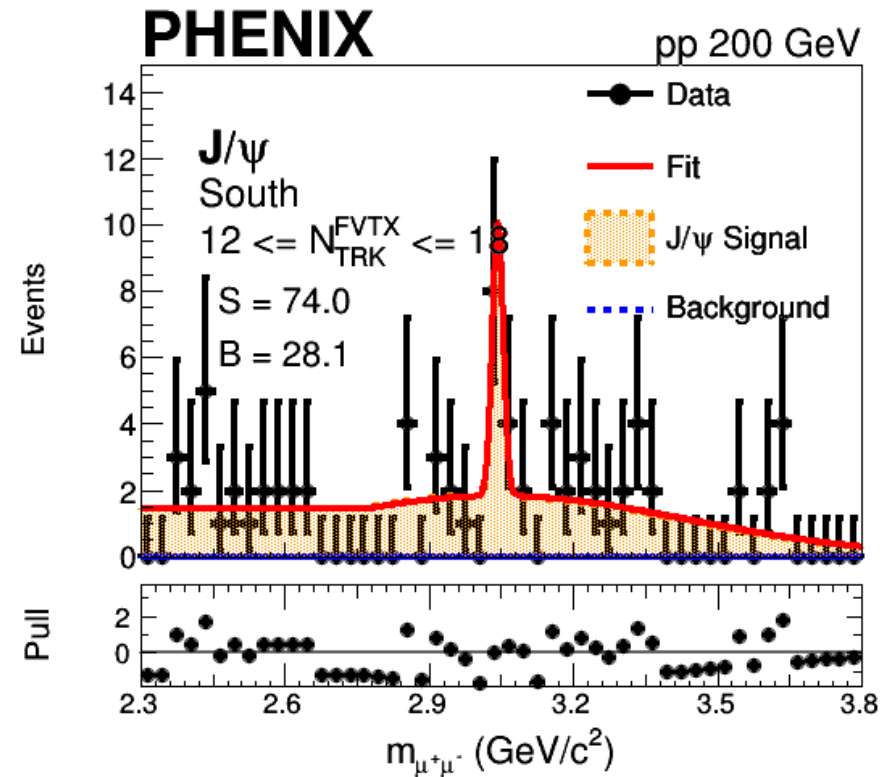 PHENIX
pp 200 GeV
14
12
10
8
6
4
2
0
Events
J/ψ
South
12 <= N^FVTX_TRK <= 18
S = 74.0
B = 28.1
Data
Fit
J/ψ Signal
Background
2
0
Pull
2.3 2.6 2.9 3.2 3.5 3.8
m_μ⁺μ⁻ (GeV/c²)